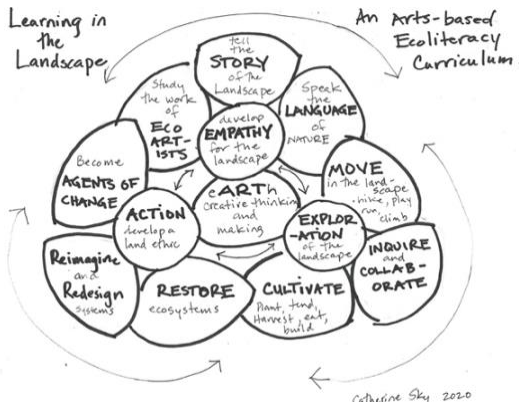 Learning in
the
Landscape
An Arts-based
Ecoliteracy
Curriculum
tell
the
STORY
of the
Landscape
Study
the work
of
ECO
ART-
ISTS
Speak
the
LANGUAGE
of
NATURE
develop
EMPATHY
for the
landscape
Become
AGENTS OF
CHANGE
MOVE
in the land-
scape
·hike, play
run,
climb
eARTh
creative thinking
and
making
ACTION
develop a
land ethic
EXPLOR
-ATION
of the
landscape
INQUIRE
and
COLLAB-
ORATE
Reimagine
and
Redesign
systems
RESTORE
ecosystems
CULTIVATE
Plant, tend,
Harvest, eat,
build
Catherine Sky 2020